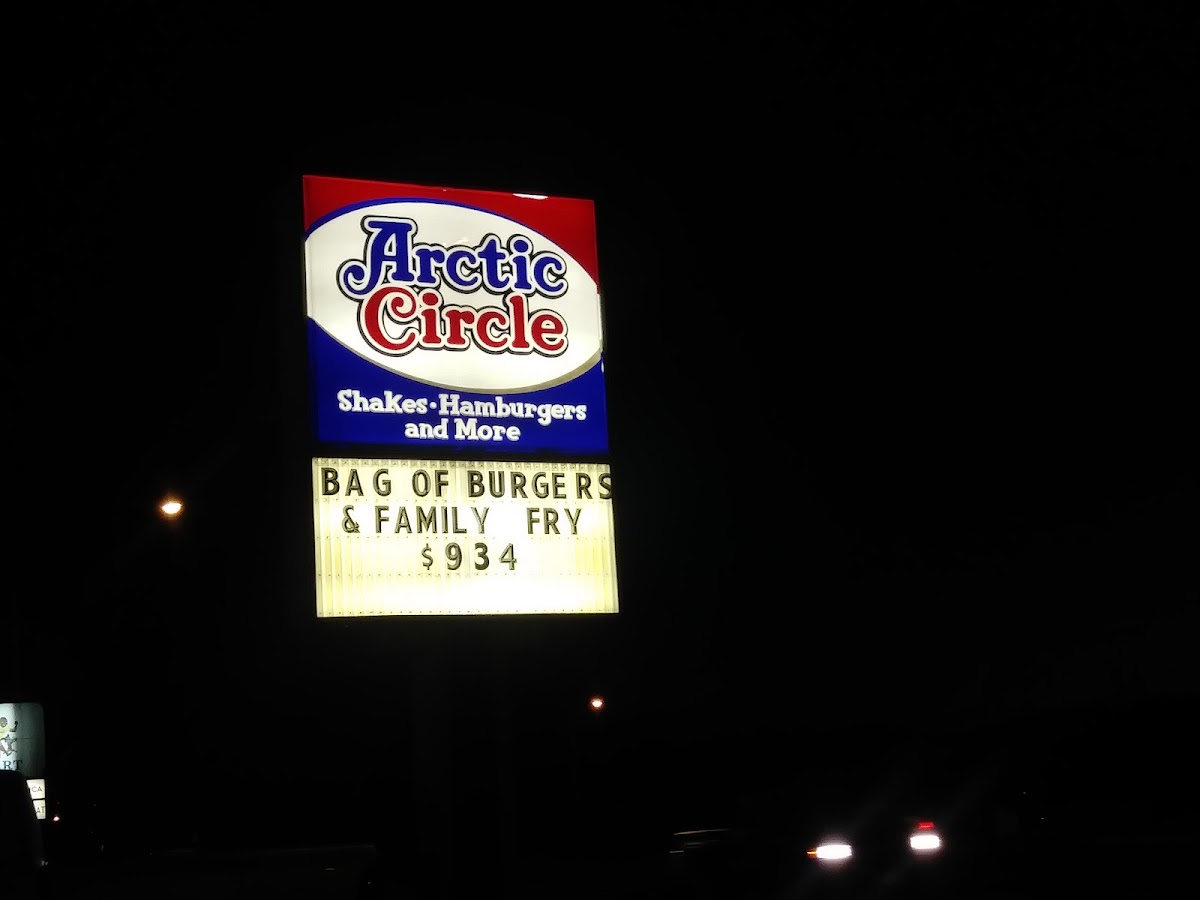 Arctic
Circle
Shakes • Hamburgers
and More
BAG OF BURGERS
& FAMILY FRY
$934